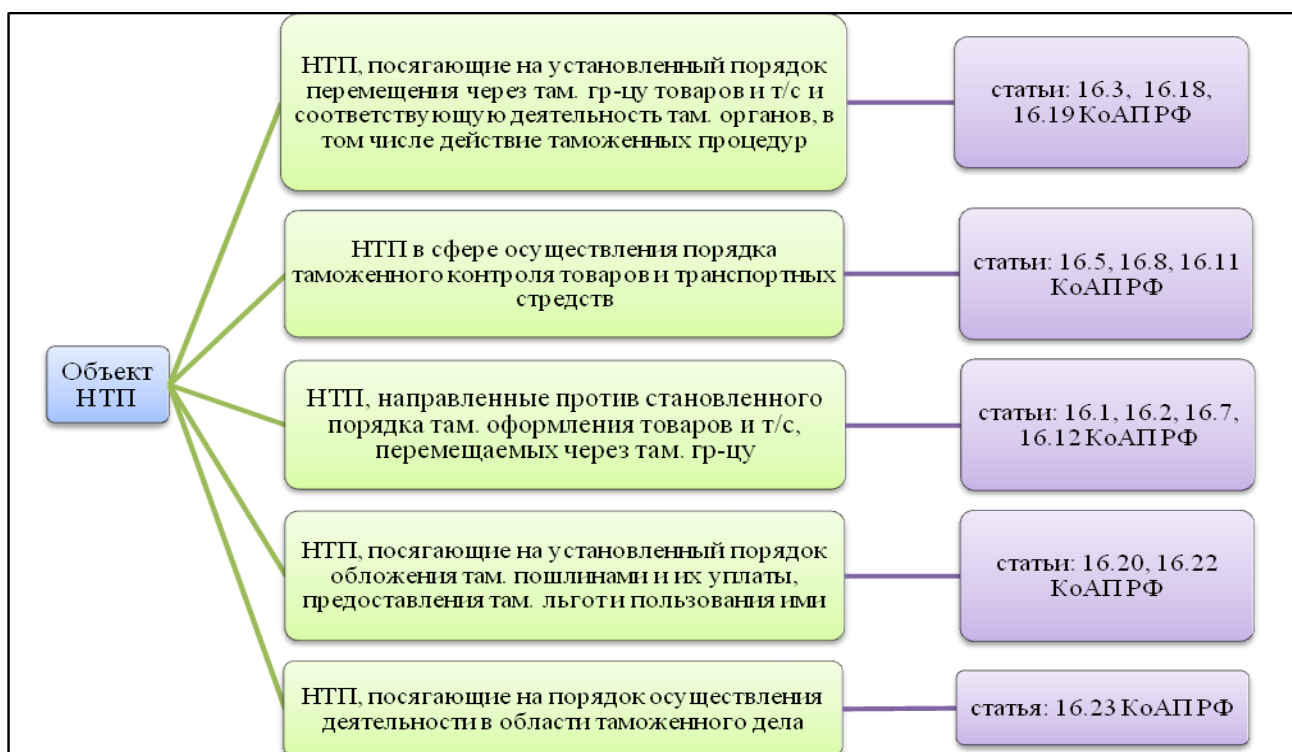 Объект
НТП
НТП, посягающие на установленный порядок
перемещения через там. гр-цу товаров и т/с и
соответствующую деятельность там. органов, в
том числе действие таможенных процедур
статьи: 16.3, 16.18,
16.19 КоАП РФ
НТП в сфере осуществления порядка
таможенного контроля товаров и транспортных
стредств
статьи: 16.5, 16.8, 16.11
КоАП РФ
НТП, направленные против становленного
порядка там. оформления товаров и т/с,
перемещаемых через там. гр-цу
статьи: 16.1, 16.2, 16.7,
16.12 КоАП РФ
НТП, посягающие на установленный порядок
обложения там. пошлинами и их уплаты,
предоставления там. льгот и пользования ими
статьи: 16.20, 16.22
КоАП РФ
НТП, посягающие на порядок осуществления
деятельности в области таможенного дела
статья: 16.23 КоАП РФ